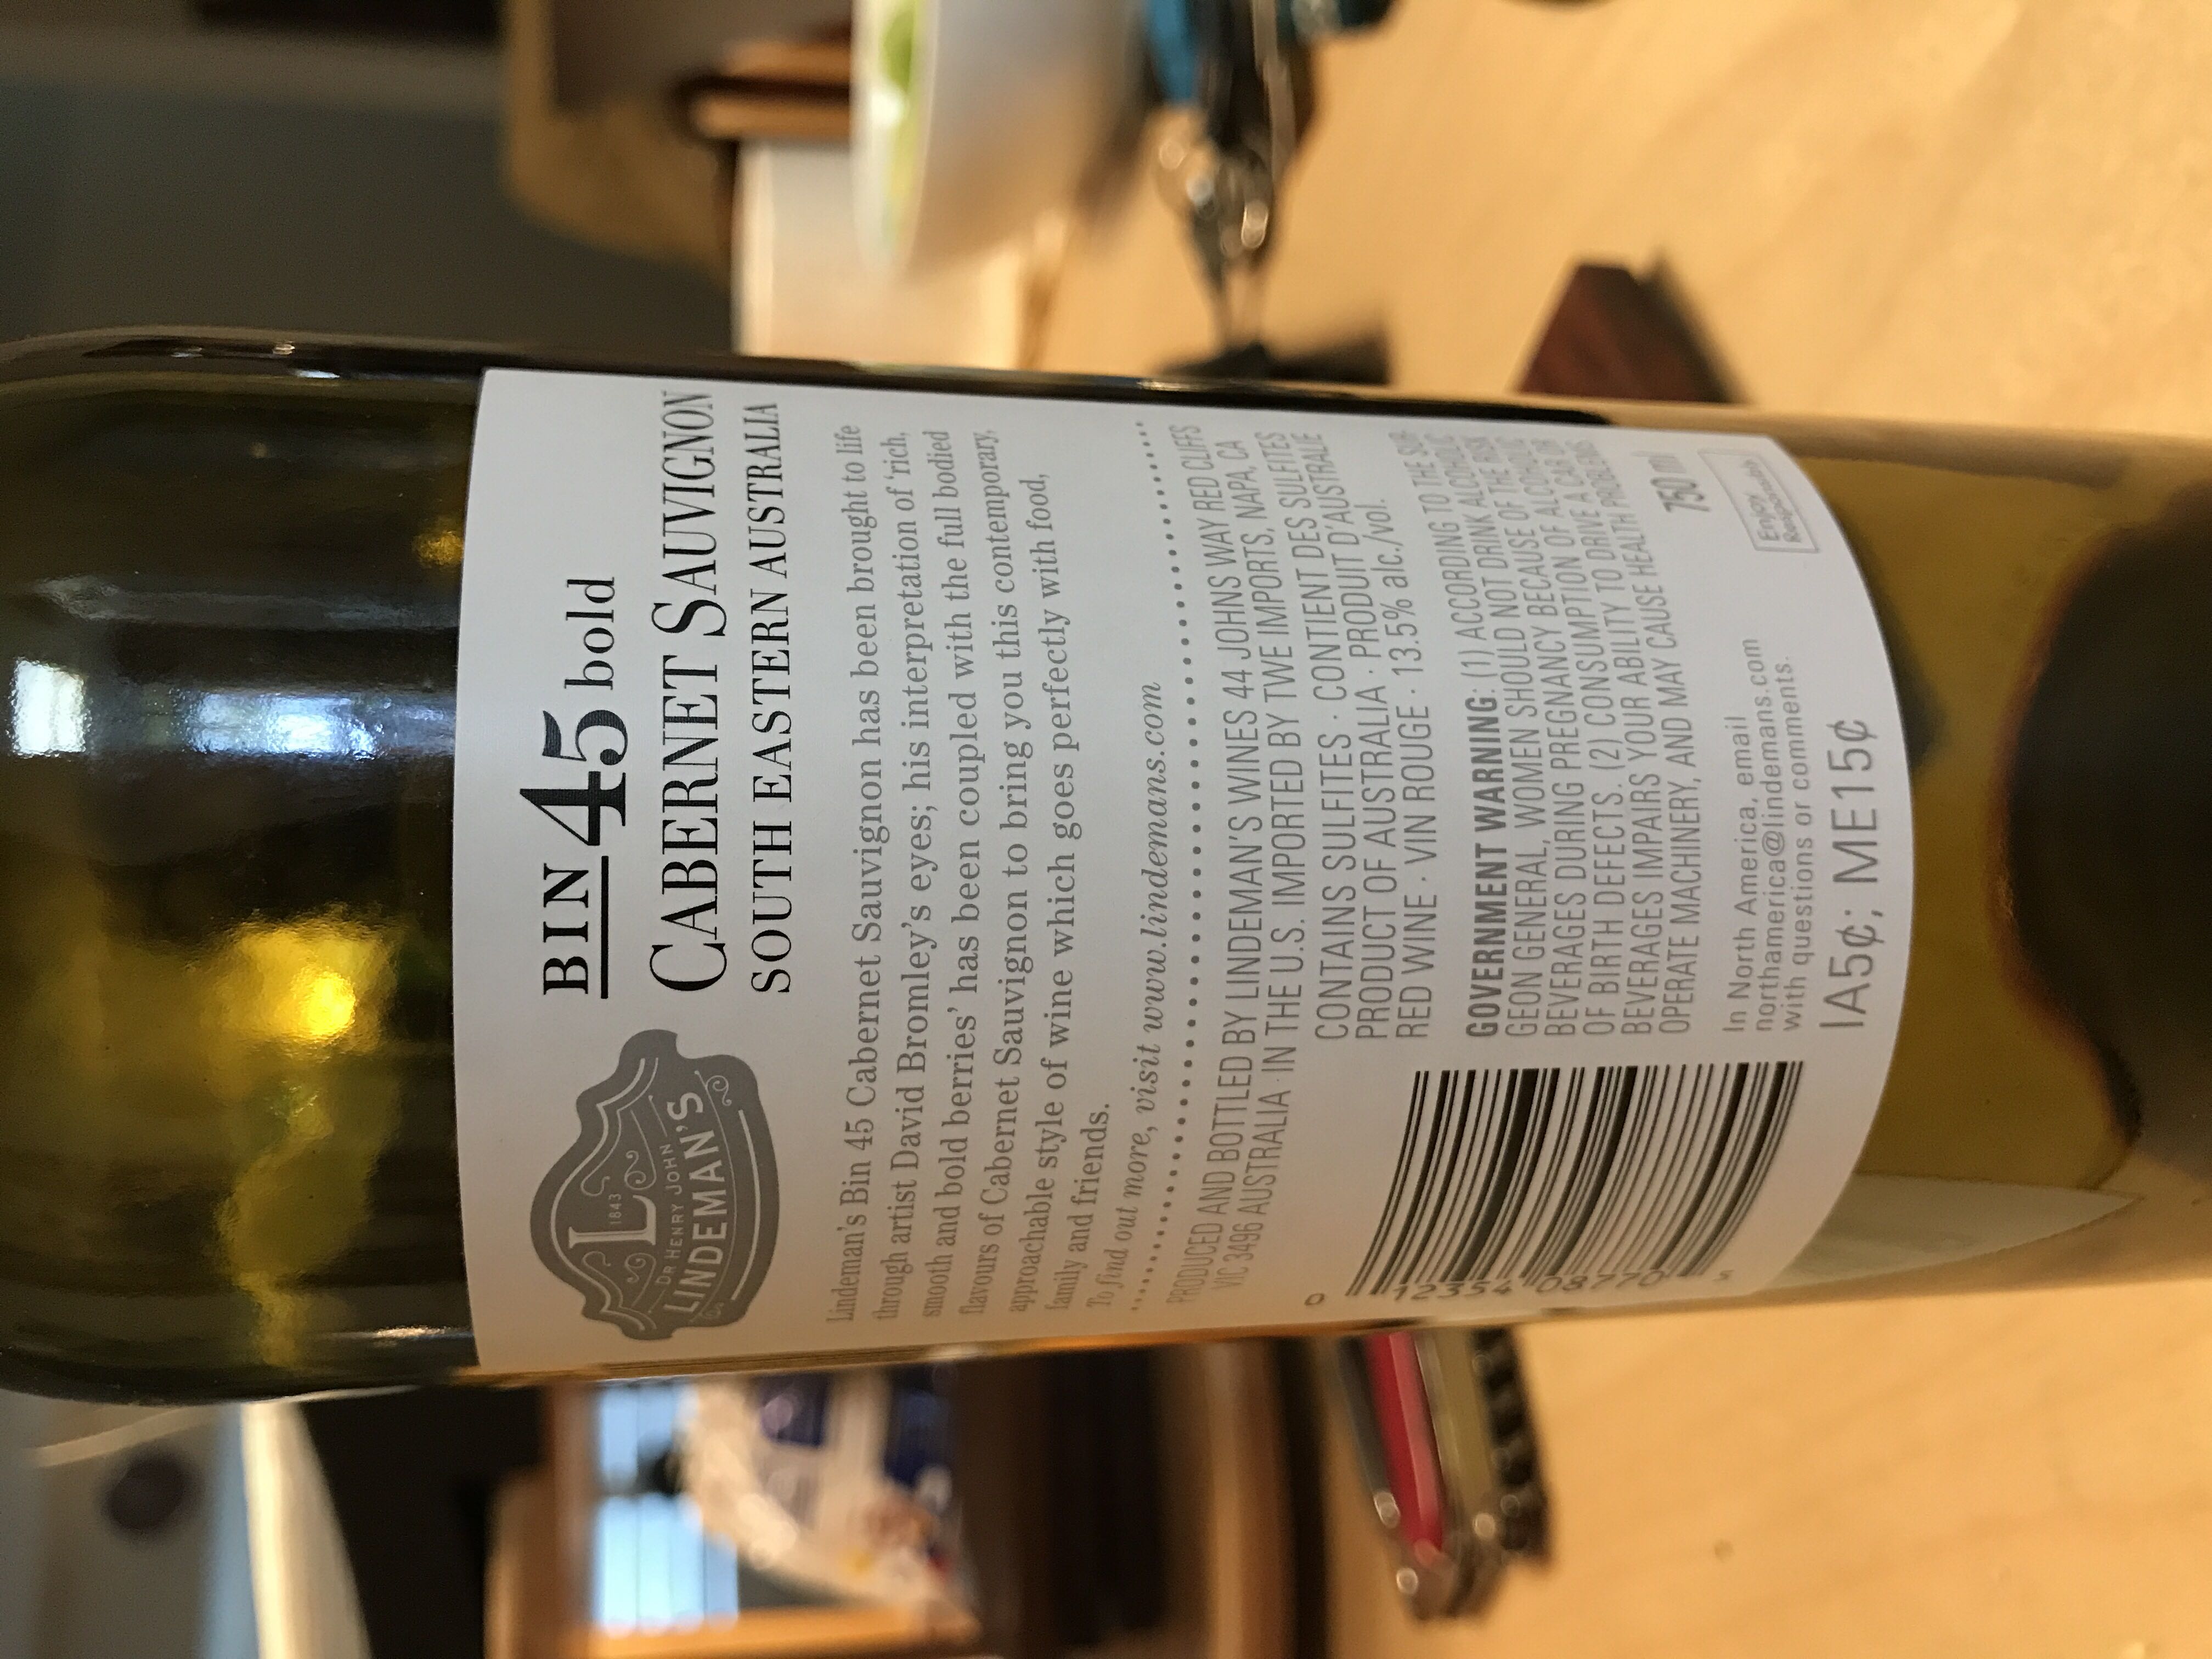 1843
L
DR HENRY JOHN
LINDEMAN'S
BIN 45 bold
CABERNET SAUVIGNON
SOUTH EASTERN AUSTRALIA
Lindeman's Bin 45 Cabernet Sauvignon has been brought to life
through artist David Bromley's eyes; his interpretation of 'rich,
smooth and bold berries' has been coupled with the full bodied
flavours of Cabernet Sauvignon to bring you this contemporary,
approachable style of wine which goes perfectly with food,
family and friends.
To find out more, visit www.lindemans.com
PRODUCED AND BOTTLED BY LINDEMAN'S WINES 44 JOHNS WAY RED CLIFFS
VIC 3496 AUSTRALIA · IN THE U.S. IMPORTED BY TWE IMPORTS, NAPA, CA
CONTAINS SULFITES · CONTIENT DES SULFITES
PRODUCT OF AUSTRALIA · PRODUIT D'AUSTRALIE
RED WINE · VIN ROUGE · 13.5% alc./vol.
GOVERNMENT WARNING: (1) ACCORDING TO THE SUR-
GEON GENERAL, WOMEN SHOULD NOT DRINK ALCOHOLIC
BEVERAGES DURING PREGNANCY BECAUSE OF THE RISK
OF BIRTH DEFECTS. (2) CONSUMPTION OF ALCOHOLIC
BEVERAGES IMPAIRS YOUR ABILITY TO DRIVE A CAR OR
OPERATE MACHINERY, AND MAY CAUSE HEALTH PROBLEMS.
750 ml
In North America, email
northamerica@lindemans.com
with questions or comments.
Enjoy
Responsibly
IA5¢; ME15¢